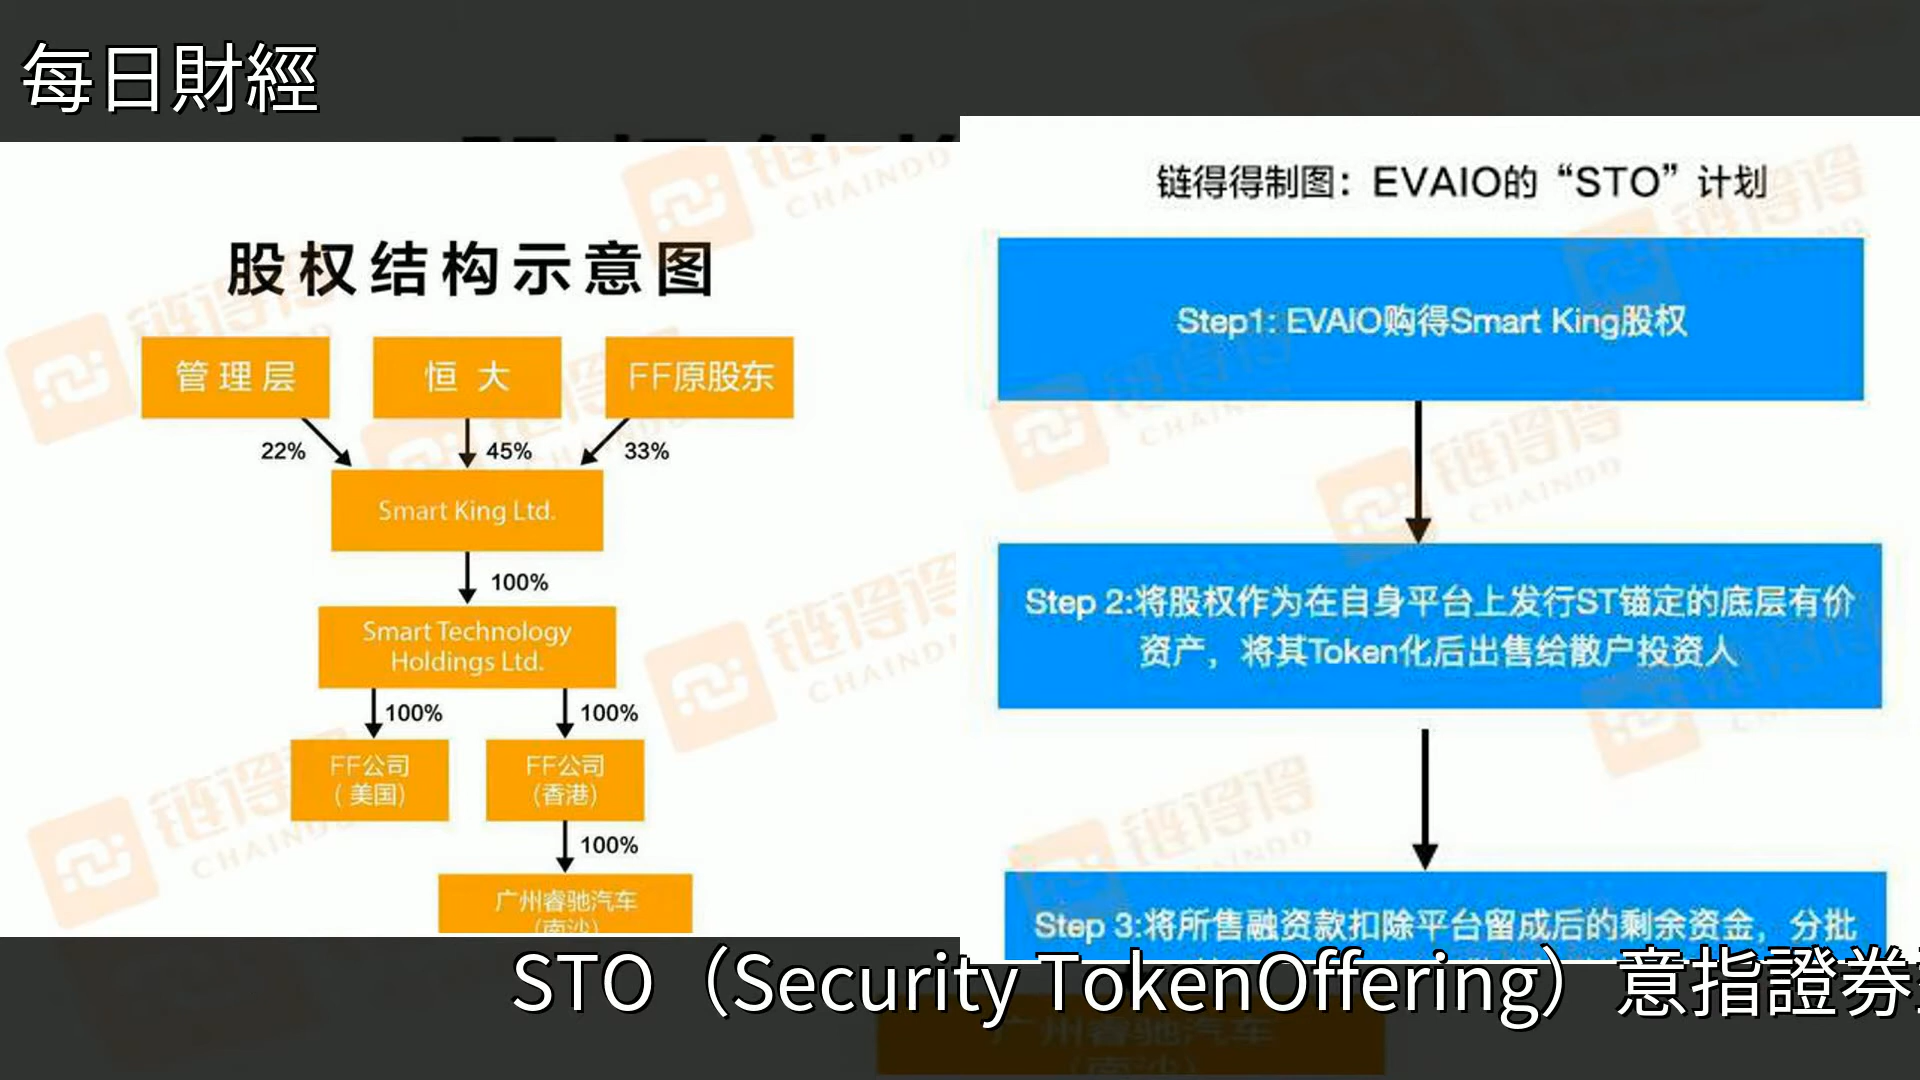 每日財經
股权结构示意图
管理层
恒大
FF原股东
22%
45%
33%
Smart King Ltd.
100%
Smart Technology
Holdings Ltd.
100%
100%
FF公司
(美国)
FF公司
(香港)
100%
广州睿驰汽车
(南沙)
链得得制图：EVAIO的“STO”计划
Step1: EVAIO购得Smart King股权
Step 2:将股权作为在自身平台上发行ST锚定的底层有价
资产，将其Token化后出售给散户投资人
Step 3:将所售融资款扣除平台留成后的剩余资金，分批
STO（Security TokenOffering）意指證券
链得得
CHAINDD